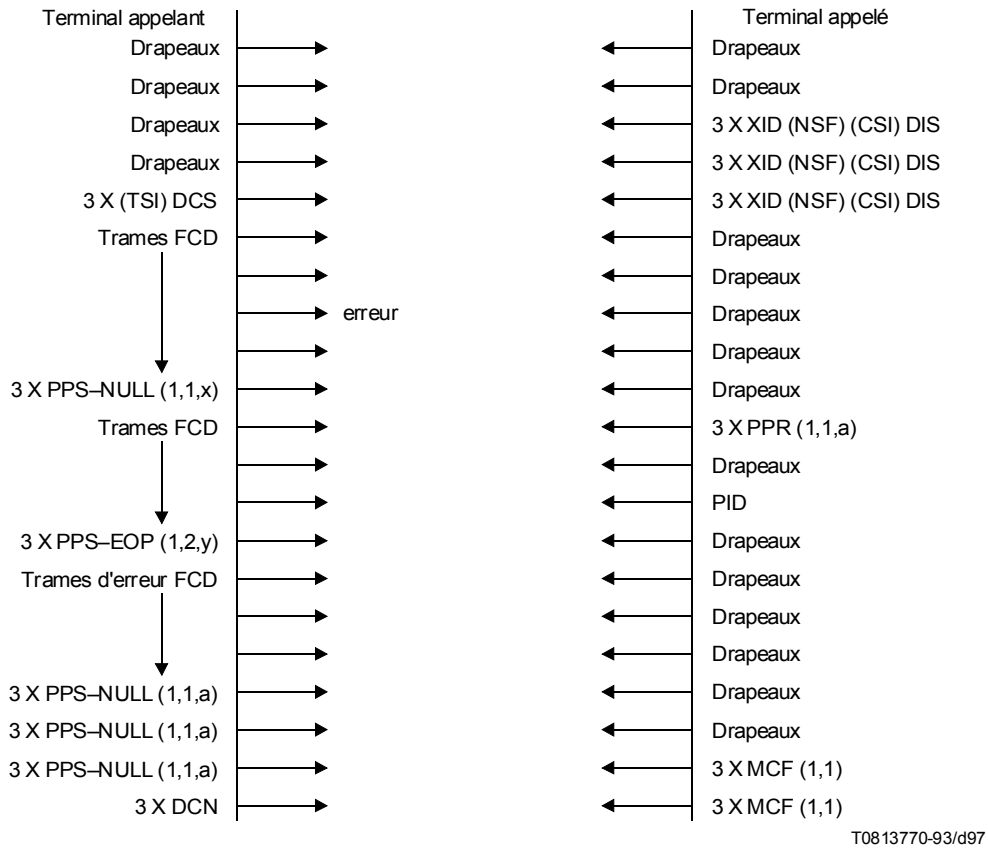 Terminal appelant Terminal appelé
Drapeaux Drapeaux
Drapeaux Drapeaux
Drapeaux 3 X XID (NSF) (CSI) DIS
Drapeaux 3 X XID (NSF) (CSI) DIS
3 X (TSI) DCS 3 X XID (NSF) (CSI) DIS
Trames FCD Drapeaux
Drapeaux
erreur Drapeaux
Drapeaux
3 X PPS–NULL (1,1,x) Drapeaux
Trames FCD 3 X PPR (1,1,a)
Drapeaux
PID
3 X PPS–EOP (1,2,y) Drapeaux
Trames d'erreur FCD Drapeaux
Drapeaux
Drapeaux
3 X PPS–NULL (1,1,a) Drapeaux
3 X PPS–NULL (1,1,a) Drapeaux
3 X PPS–NULL (1,1,a) 3 X MCF (1,1)
3 X DCN 3 X MCF (1,1)
T0813770-93/d97